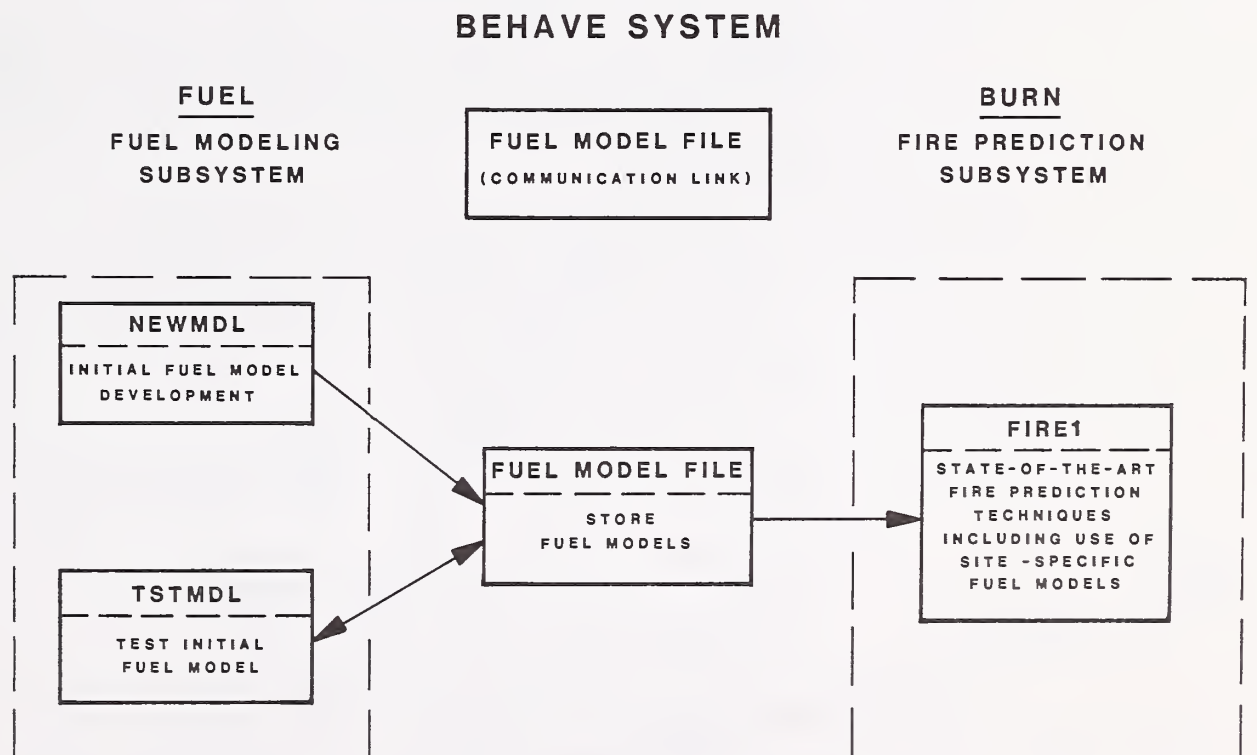 BEHAVE SYSTEM
FUEL
FUEL MODELING
SUBSYSTEM
FUEL MODEL FILE
(COMMUNICATION LINK)
BURN
FIRE PREDICTION
SUBSYSTEM
NEWMDL
INITIAL FUEL MODEL
DEVELOPMENT
TSTMDL
TEST INITIAL
FUEL MODEL
FUEL MODEL FILE
STORE
FUEL MODELS
FIRE1
STATE-OF-THE-ART
FIRE PREDICTION
TECHNIQUES
INCLUDING USE OF
SITE -SPECIFIC
FUEL MODELS